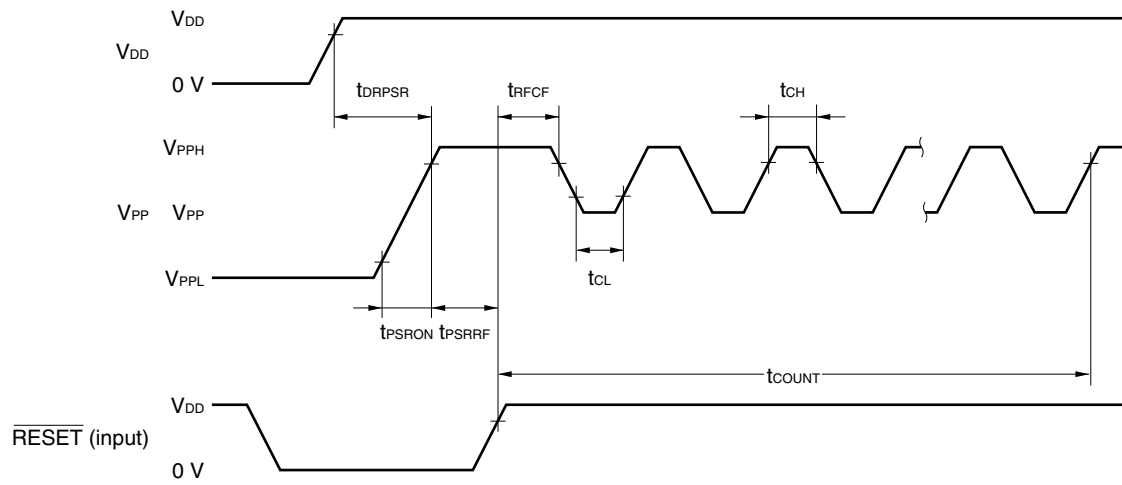 VDD
VDD
0 V
tDRPSR
tRFCF
tCH
VPPH
VPP VPP
VPPL
tCL
tPSRON tPSRRF
tCOUNT
VDD
RESET (input)
0 V